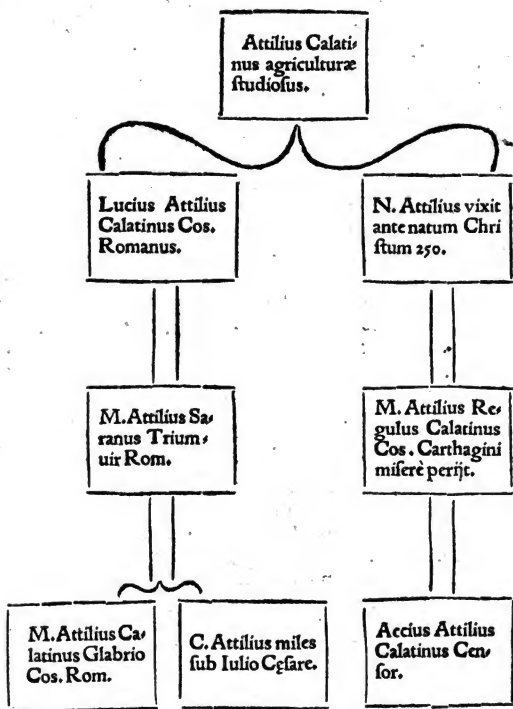 Attilius Calati⸗
nus agriculturæ
ſtudioſus.
Lucius Attilius
Calatinus Cos.
Romanus.
N. Attilius vixit
ante natum Chri
ſtum 250.
M. Attilius Sa⸗
ranus Trium⸗
uir Rom.
M. Attilius Re⸗
gulus Calatinus
Cos. Carthagini
miſerè perijt.
M. Attilius Ca⸗
latinus Glabrio
Cos. Rom.
C. Attilius miles
ſub Iulio Cęſare.
Accius Attilius
Calatinus Cen⸗
ſor.